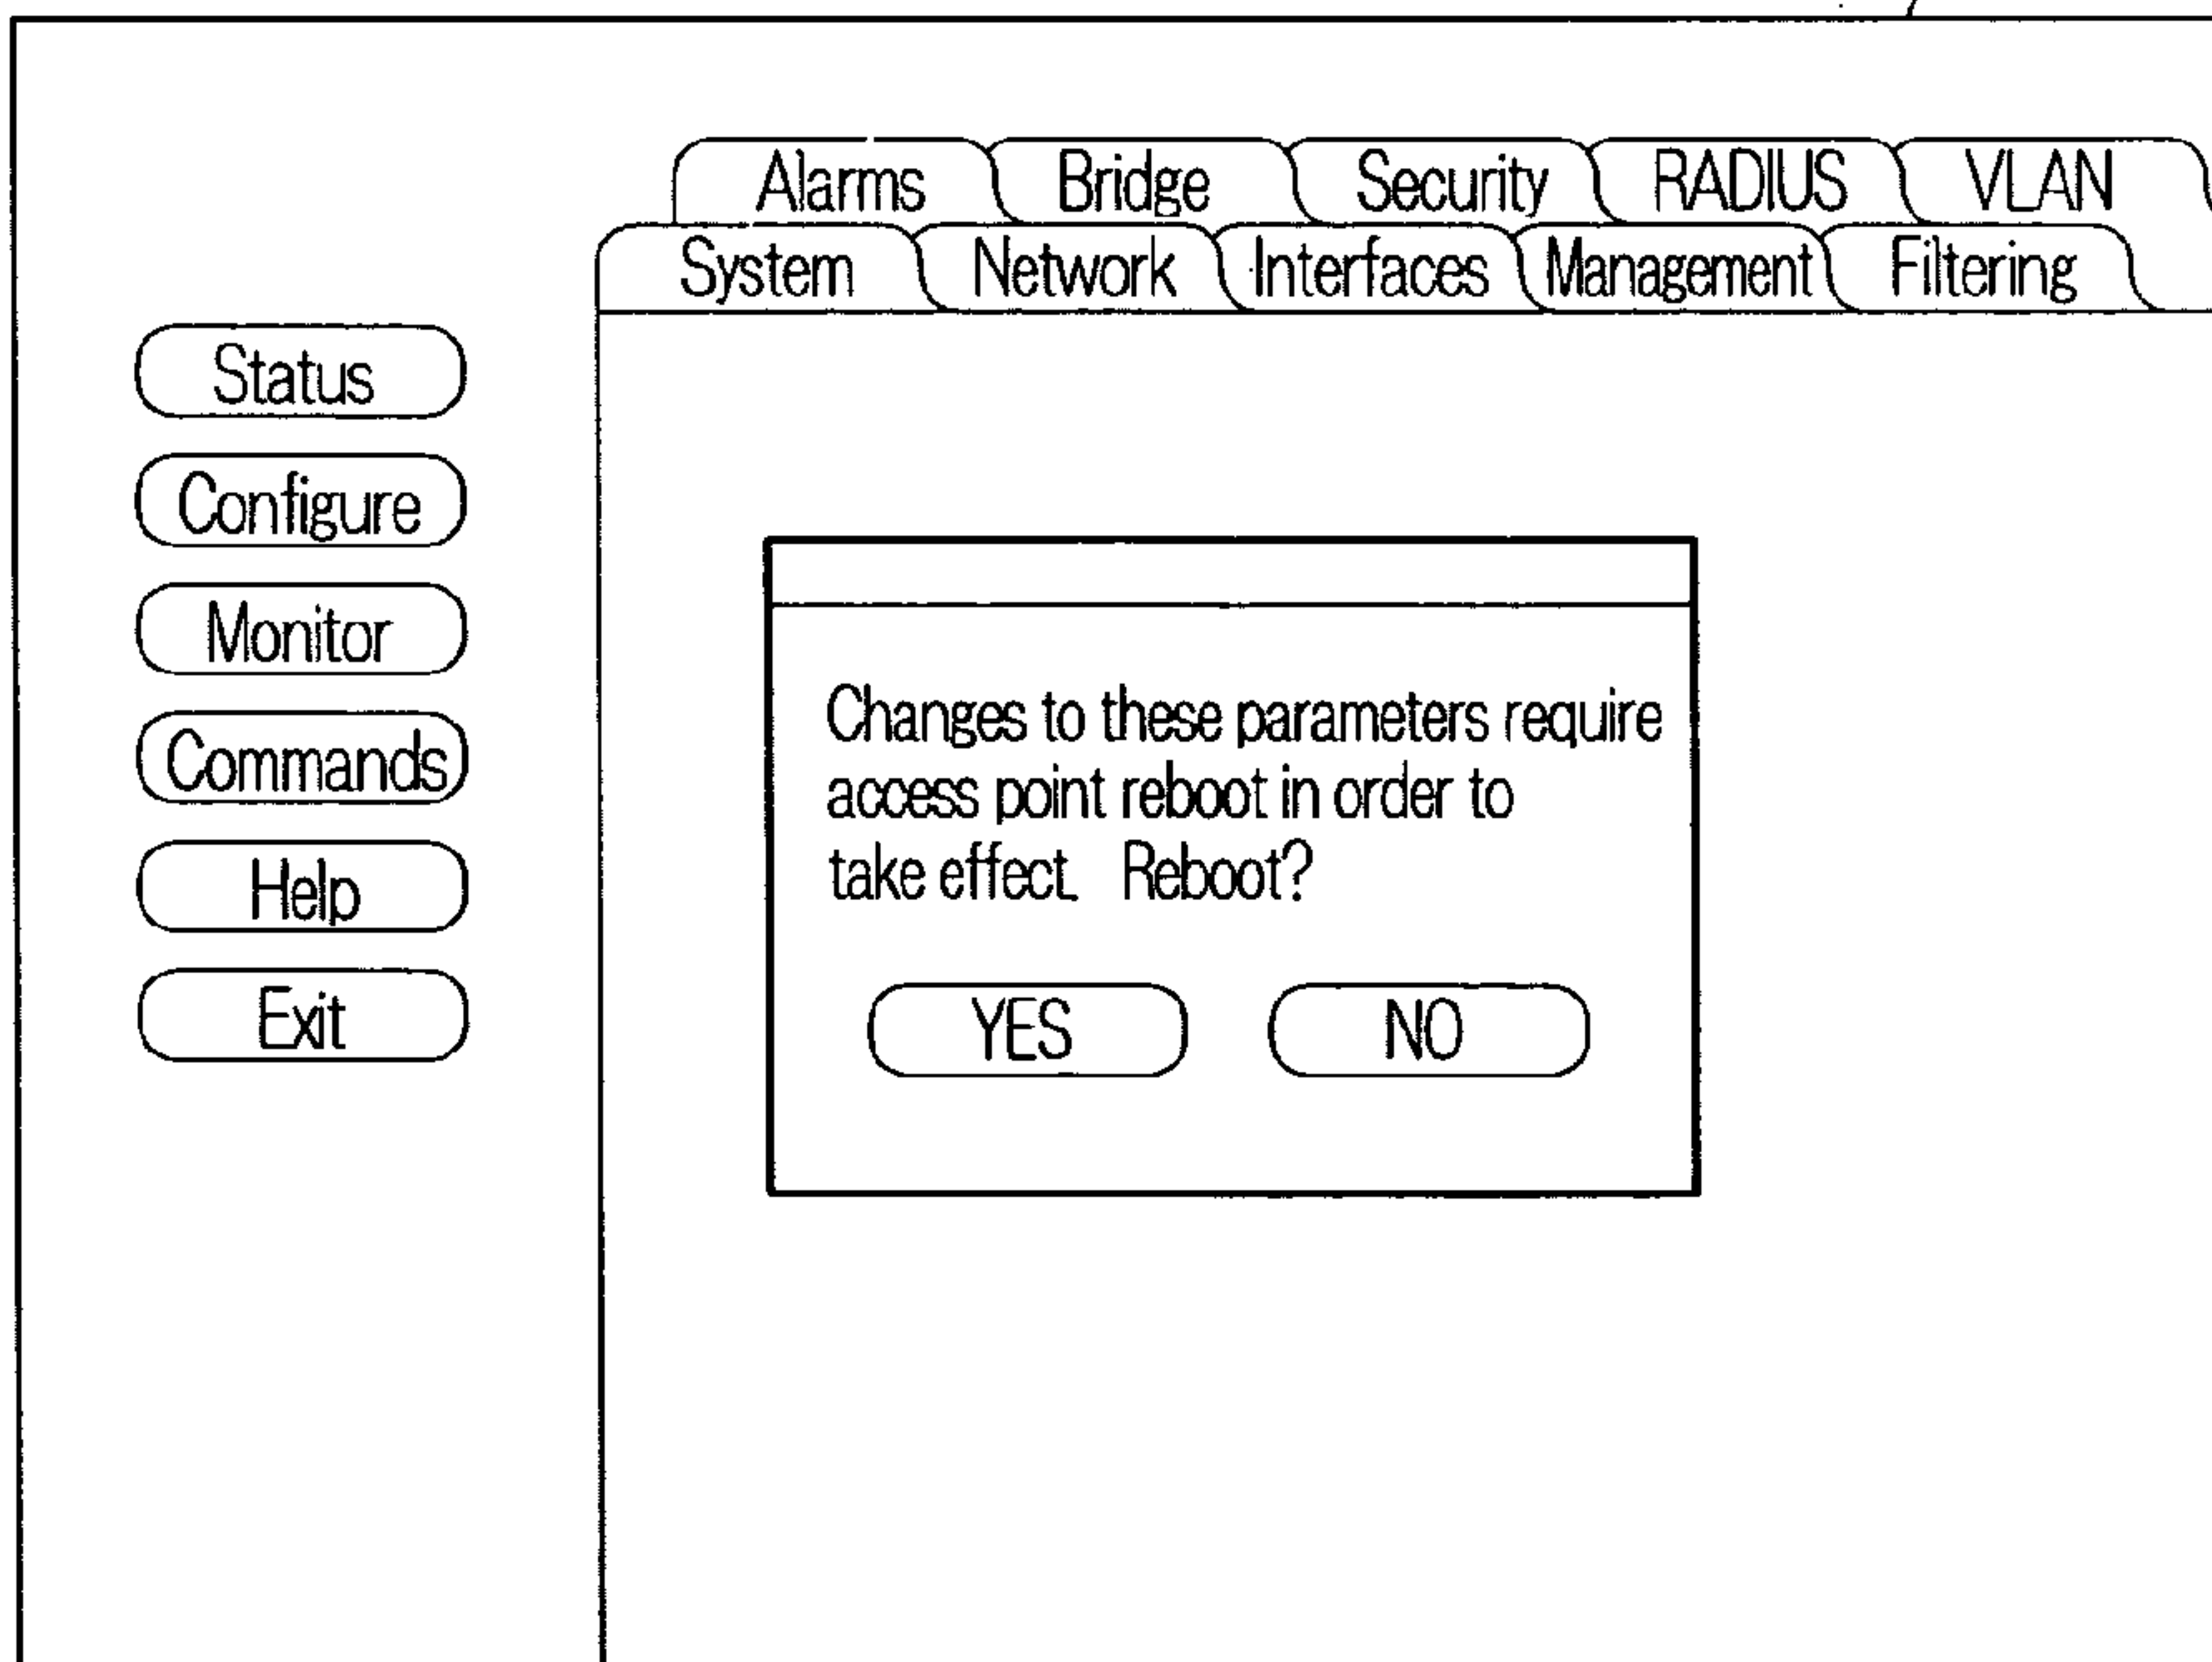 Alarms Bridge Security RADIUS VLAN
System Network Interfaces Management Filtering
Status
Configure
Monitor
Commands
Help
Exit
Changes to these parameters require
access point reboot in order to
take effect. Reboot?
YES NO